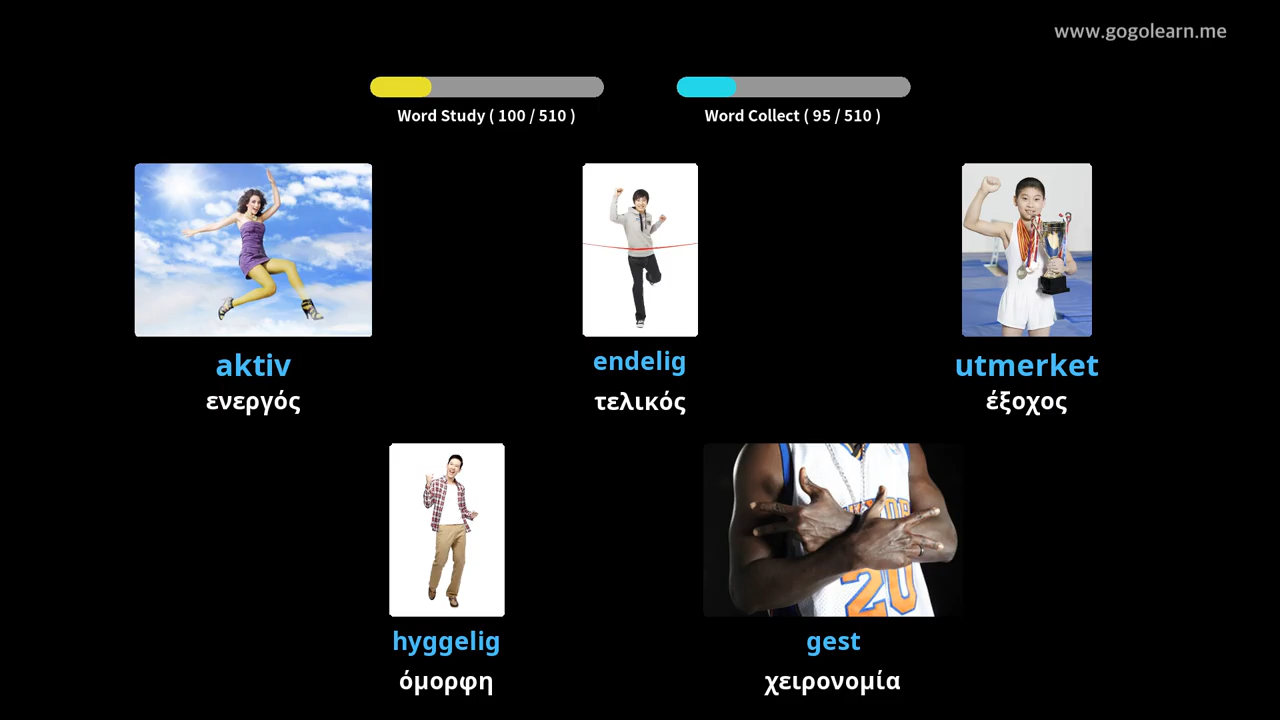 www.gogolearn.me
Word Study ( 100 / 510 )
Word Collect ( 95 / 510 )
aktiv
ενεργός
endelig
τελικός
utmerket
έξοχος
20
hyggelig
όμορφη
gest
χειρονομία